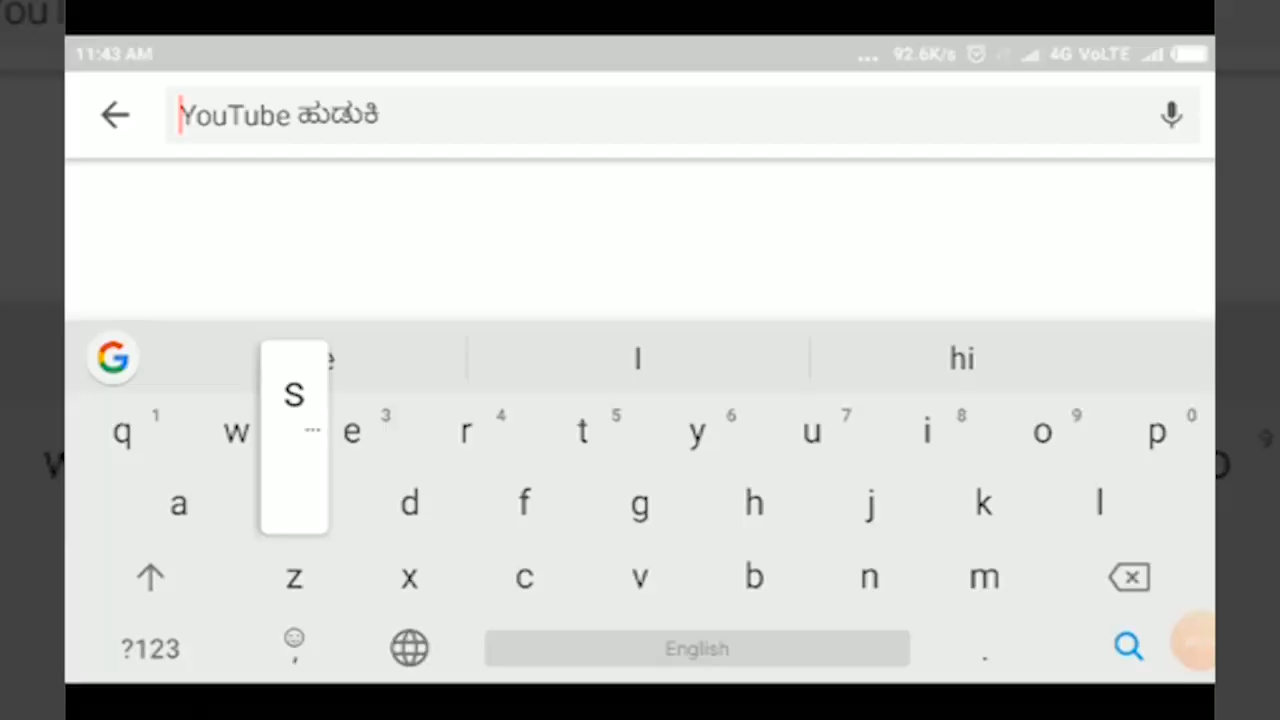 11:43 AM ... 92.6K/s 4G VoLTE
YouTube ಹುಡುಕಿ
I hi
S
q 1 w e 3 r 4 t 5 y 6 u 7 i 8 o 9 p 0
a d f g h j k l
z x c v b n m
?123 , English .